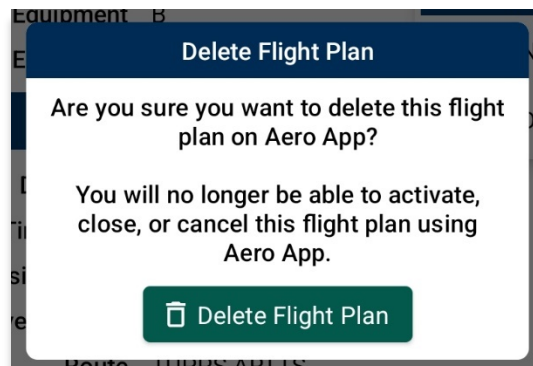 Equipment B
Delete Flight Plan
Are you sure you want to delete this flight
plan on Aero App?
You will no longer be able to activate,
close, or cancel this flight plan using
Aero App.
Delete Flight Plan